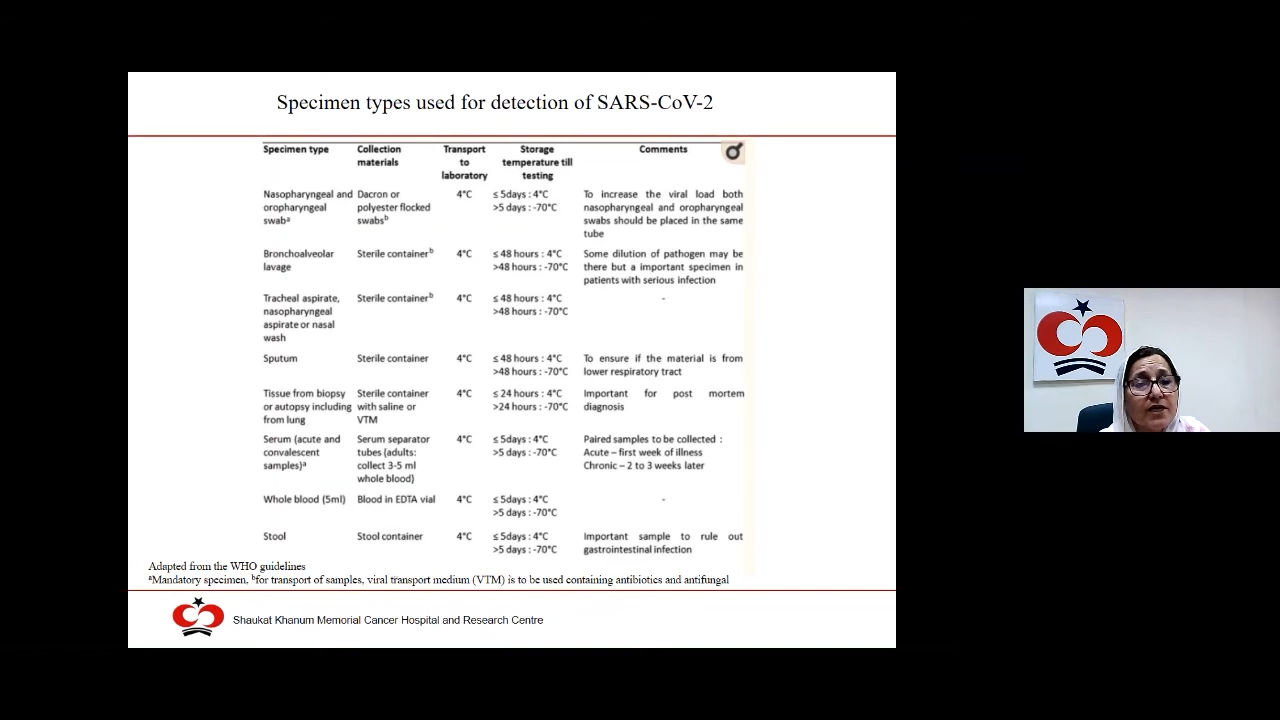 Specimen types used for detection of SARS-CoV-2
Specimen type Collection materials Transport to laboratory Storage temperature till testing Comments
Nasopharyngeal and oropharyngeal swabᵃ Dacron or polyester flocked swabsᵇ 4°C ≤ 5days : 4°C >5 days : -70°C To increase the viral load both nasopharyngeal and oropharyngeal swabs should be placed in the same tube
Bronchoalveolar lavage Sterile containerᵇ 4°C ≤ 48 hours : 4°C >48 hours : -70°C Some dilution of pathogen may be there but a important specimen in patients with serious infection
Tracheal aspirate, nasopharyngeal aspirate or nasal wash Sterile containerᵇ 4°C ≤ 48 hours : 4°C >48 hours : -70°C -
Sputum Sterile container 4°C ≤ 48 hours : 4°C >48 hours : -70°C To ensure if the material is from lower respiratory tract
Tissue from biopsy or autopsy including from lung Sterile container with saline or VTM 4°C ≤ 24 hours : 4°C >24 hours : -70°C Important for post mortem diagnosis
Serum (acute and convalescent samples)ᵃ Serum separator tubes (adults: collect 3-5 ml whole blood) 4°C ≤ 5days : 4°C >5 days : -70°C Paired samples to be collected : Acute – first week of illness Chronic – 2 to 3 weeks later
Whole blood (5ml) Blood in EDTA vial 4°C ≤ 5days : 4°C >5 days : -70°C -
Stool Stool container 4°C ≤ 5days : 4°C >5 days : -70°C Important sample to rule out gastrointestinal infection
Adapted from the WHO guidelines
ᵃMandatory specimen, ᵇfor transport of samples, viral transport medium (VTM) is to be used containing antibiotics and antifungal
Shaukat Khanum Memorial Cancer Hospital and Research Centre